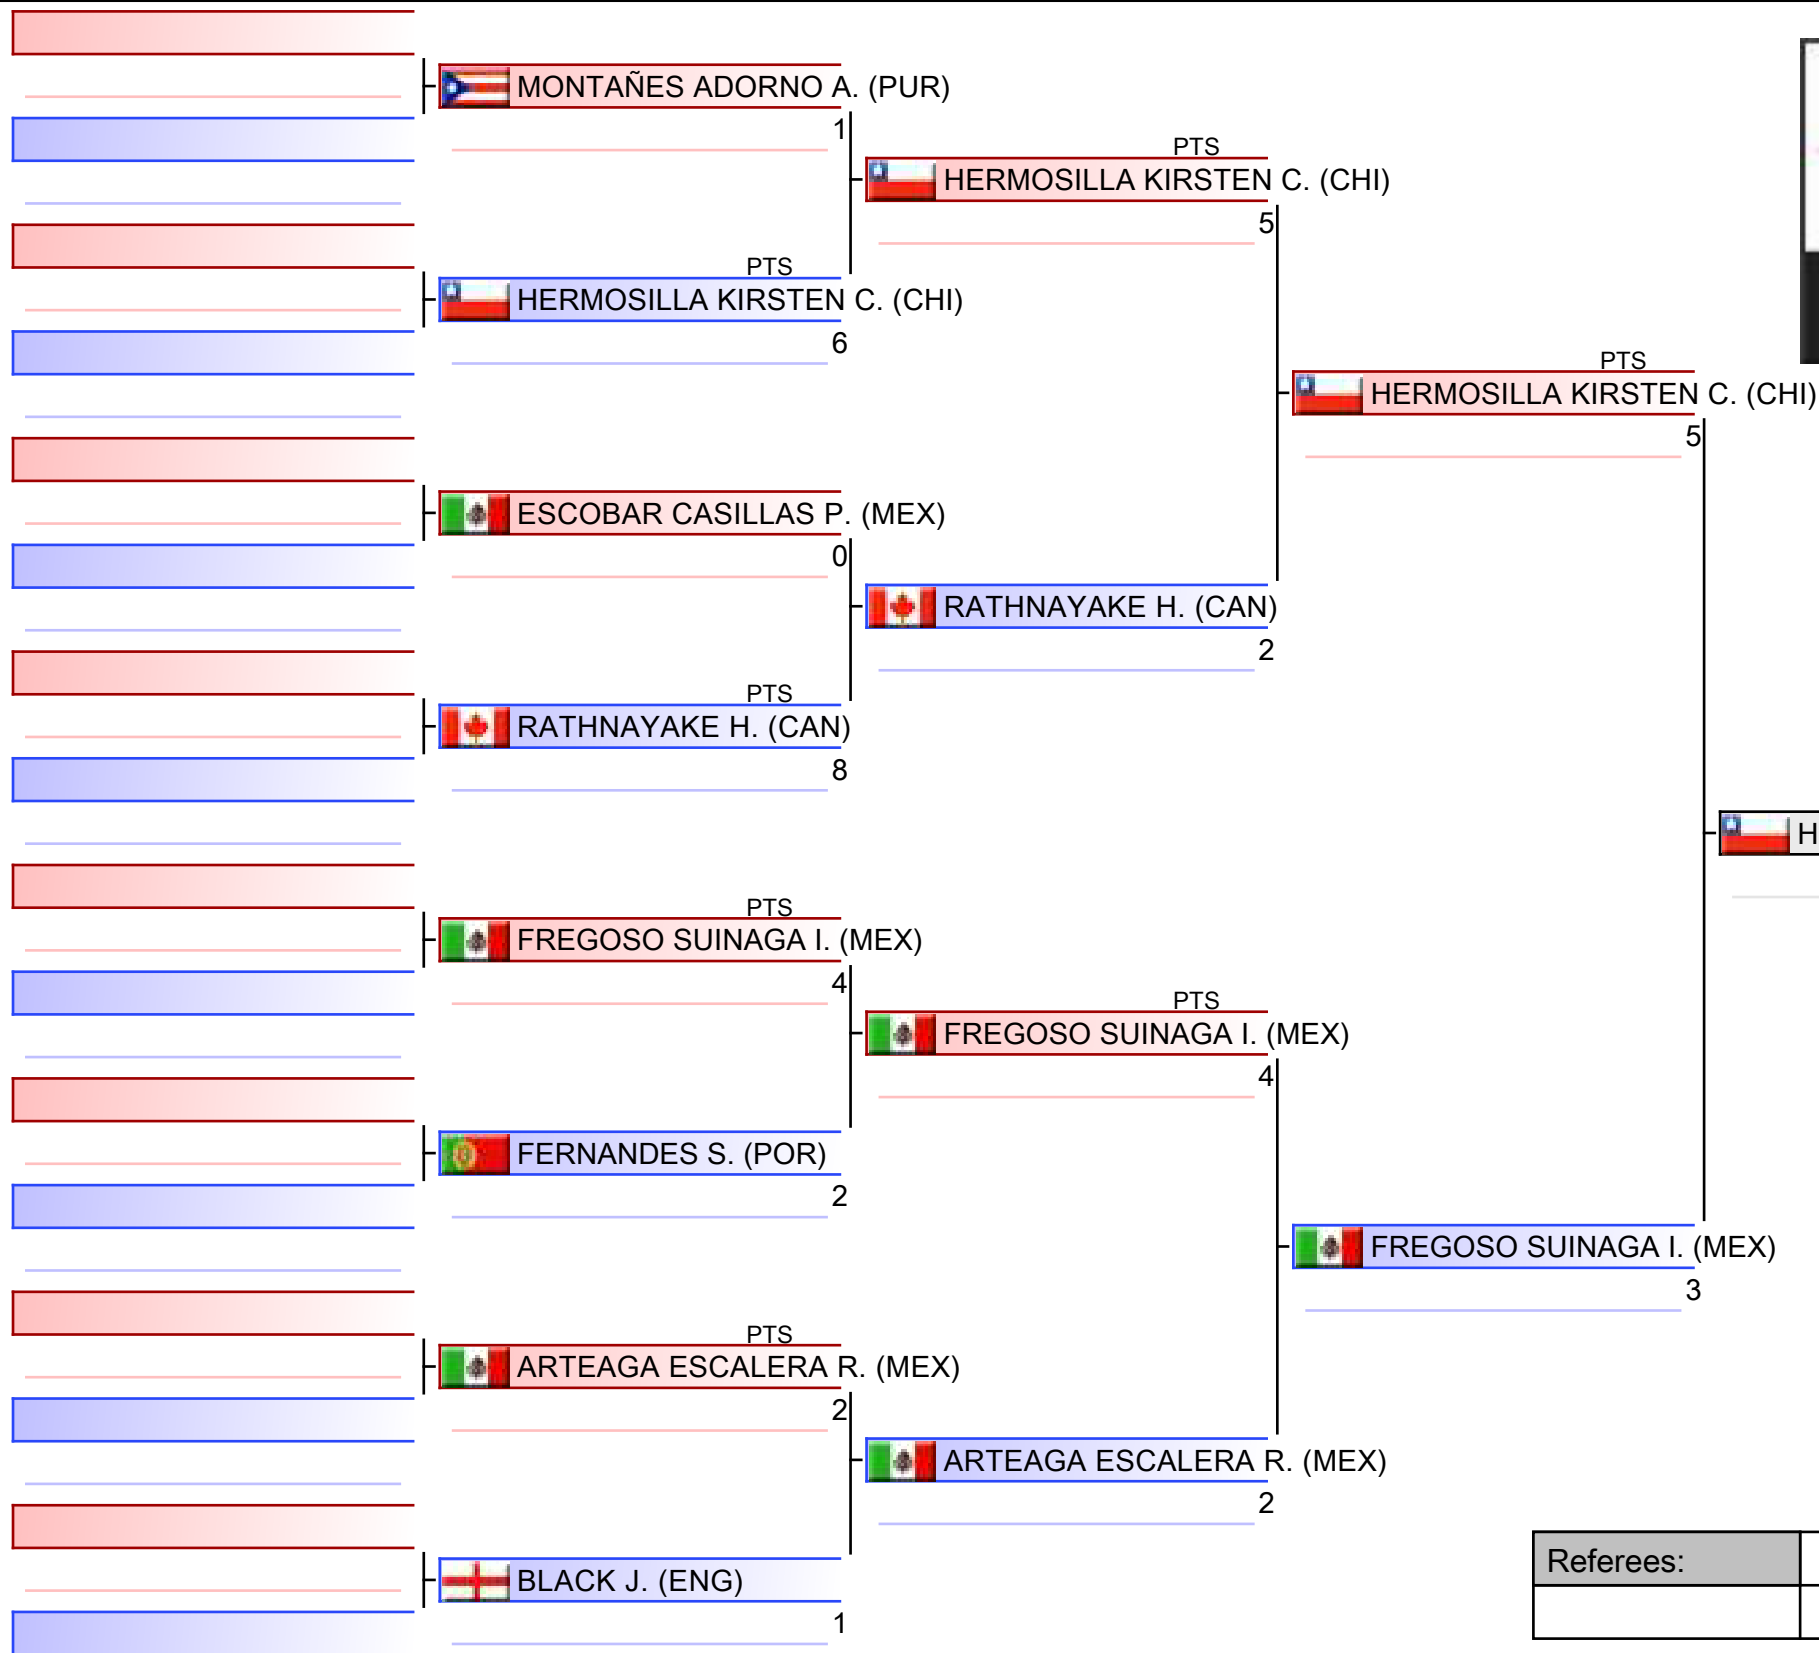 MONTAÑES ADORNO A. (PUR)
1
PTS
HERMOSILLA KIRSTEN C. (CHI)
5
PTS
HERMOSILLA KIRSTEN C. (CHI)
6
PTS
HERMOSILLA KIRSTEN C. (CHI)
5
ESCOBAR CASILLAS P. (MEX)
0
RATHNAYAKE H. (CAN)
2
PTS
RATHNAYAKE H. (CAN)
8
H
PTS
FREGOSO SUINAGA I. (MEX)
4
PTS
FREGOSO SUINAGA I. (MEX)
4
FERNANDES S. (POR)
2
FREGOSO SUINAGA I. (MEX)
3
PTS
ARTEAGA ESCALERA R. (MEX)
2
ARTEAGA ESCALERA R. (MEX)
2
BLACK J. (ENG)
1
Referees: